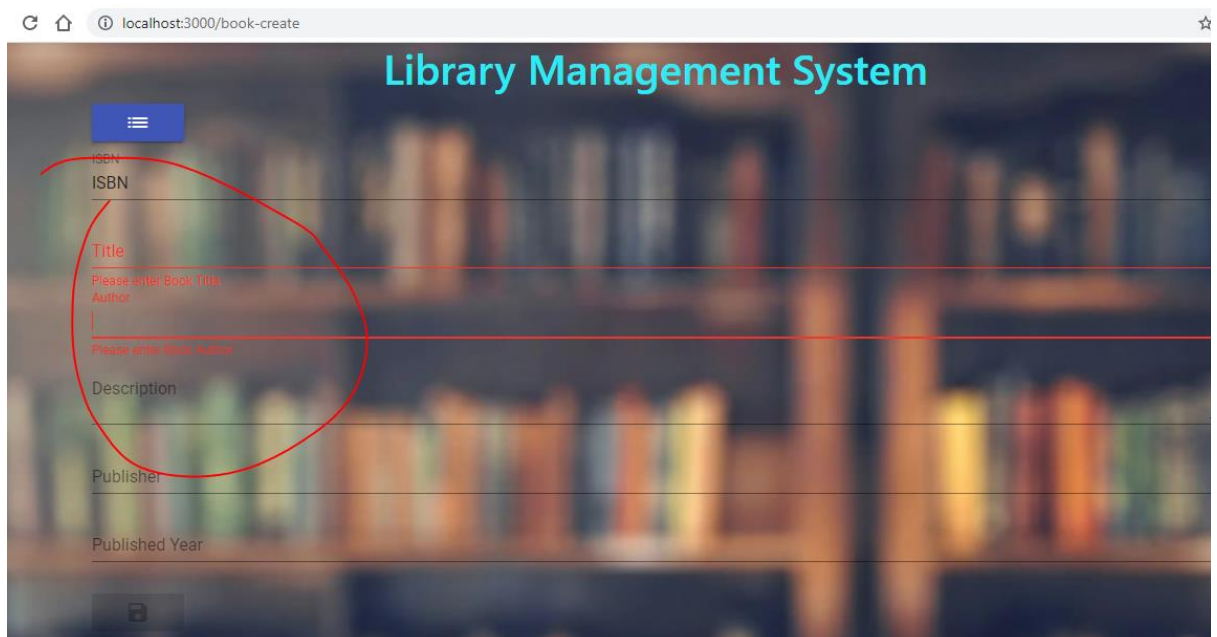 localhost:3000/book-create
Library Management System
ISBN
ISBN
Title
Please enter Book Title
Author
Please enter Book Author
Description
Publisher
Published Year